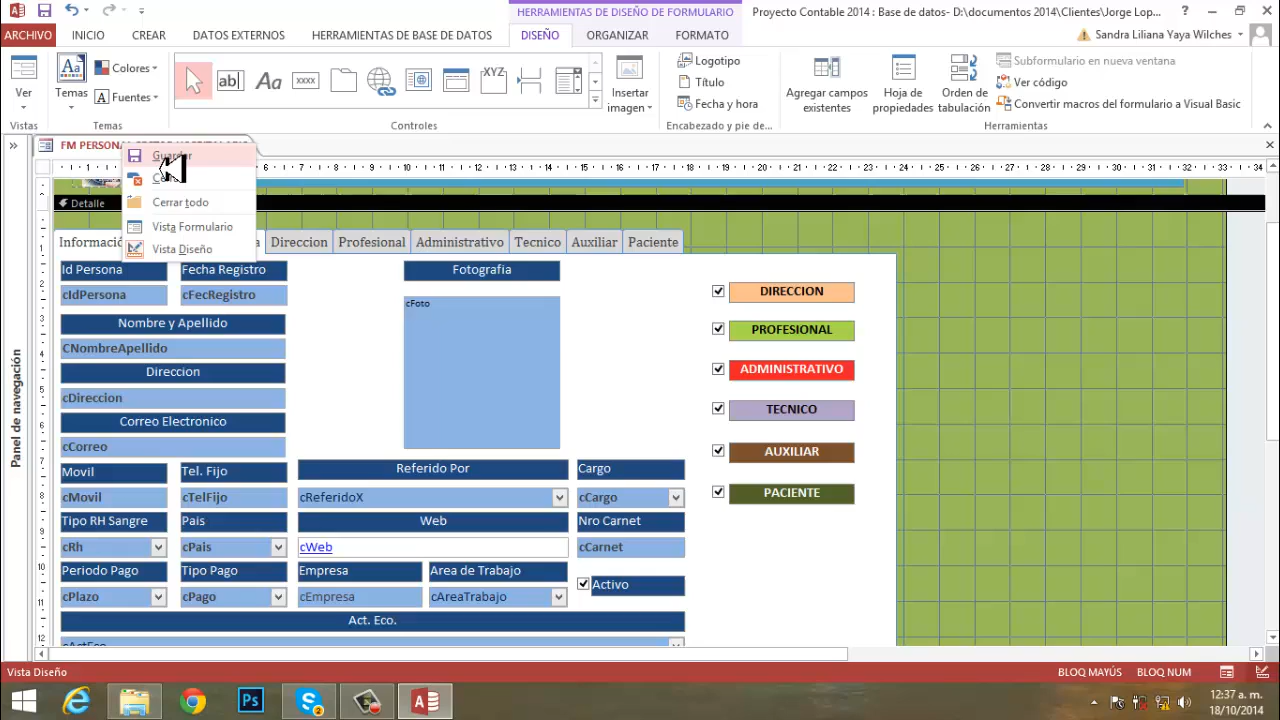 HERRAMIENTAS DE DISEÑO DE FORMULARIO
Proyecto Contable 2014 : Base de datos- D:\documentos 2014\Clientes\Jorge Lop...
ARCHIVO
INICIO
CREAR
DATOS EXTERNOS
HERRAMIENTAS DE BASE DE DATOS
DISEÑO
ORGANIZAR
FORMATO
Sandra Liliana Yaya Wilches
Ver
Vistas
Aa
Temas
Colores
Fuentes
Temas
ab|
Aa
xxxx
XYZ
Controles
Insertar
imagen
Logotipo
Título
Fecha y hora
Encabezado y pie de...
Agregar campos
existentes
Hoja de
propiedades
Orden de
tabulación
Subformulario en nueva ventana
Ver código
Convertir macros del formulario a Visual Basic
Herramientas
Guardar
Cerrar todo
Vista Formulario
Vista Diseño
Panel de navegación
Detalle
Direccion
Profesional
Administrativo
Tecnico
Auxiliar
Paciente
Id Persona
Fecha Registro
Fotografia
cIdPersona
cFecRegistro
cFoto
DIRECCION
Nombre y Apellido
PROFESIONAL
CNombreApellido
Direccion
ADMINISTRATIVO
cDireccion
TECNICO
Correo Electronico
cCorreo
AUXILIAR
Movil
Tel. Fijo
Referido Por
Cargo
cMovil
cTelFijo
cReferidoX
cCargo
PACIENTE
Tipo RH Sangre
Pais
Web
Nro Carnet
cRh
cPais
cWeb
cCarnet
Periodo Pago
Tipo Pago
Empresa
Area de Trabajo
Activo
cPlazo
cPago
cEmpresa
cAreaTrabajo
Act. Eco.
Vista Diseño
BLOQ MAYÚS
BLOQ NUM
12:37 a. m.
18/10/2014